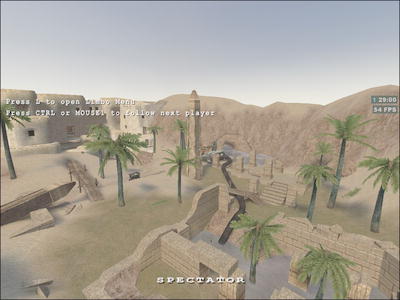 Press L to open Limbo Menu
Press CTRL or MOUSE1 to follow next player
1 29:00
54 FPS
SPECTATOR